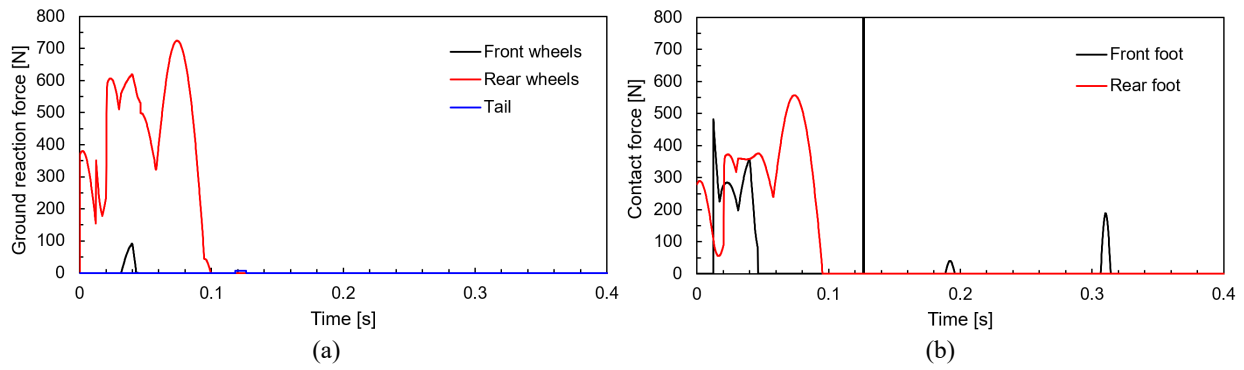 Ground reaction force [N]
800
700
600
500
400
300
200
100
0
Front wheels
Rear wheels
Tail
0 0.1 0.2 0.3 0.4
Time [s]
(a)
Contact force [N]
800
700
600
500
400
300
200
100
0
Front foot
Rear foot
0 0.1 0.2 0.3 0.4
Time [s]
(b)